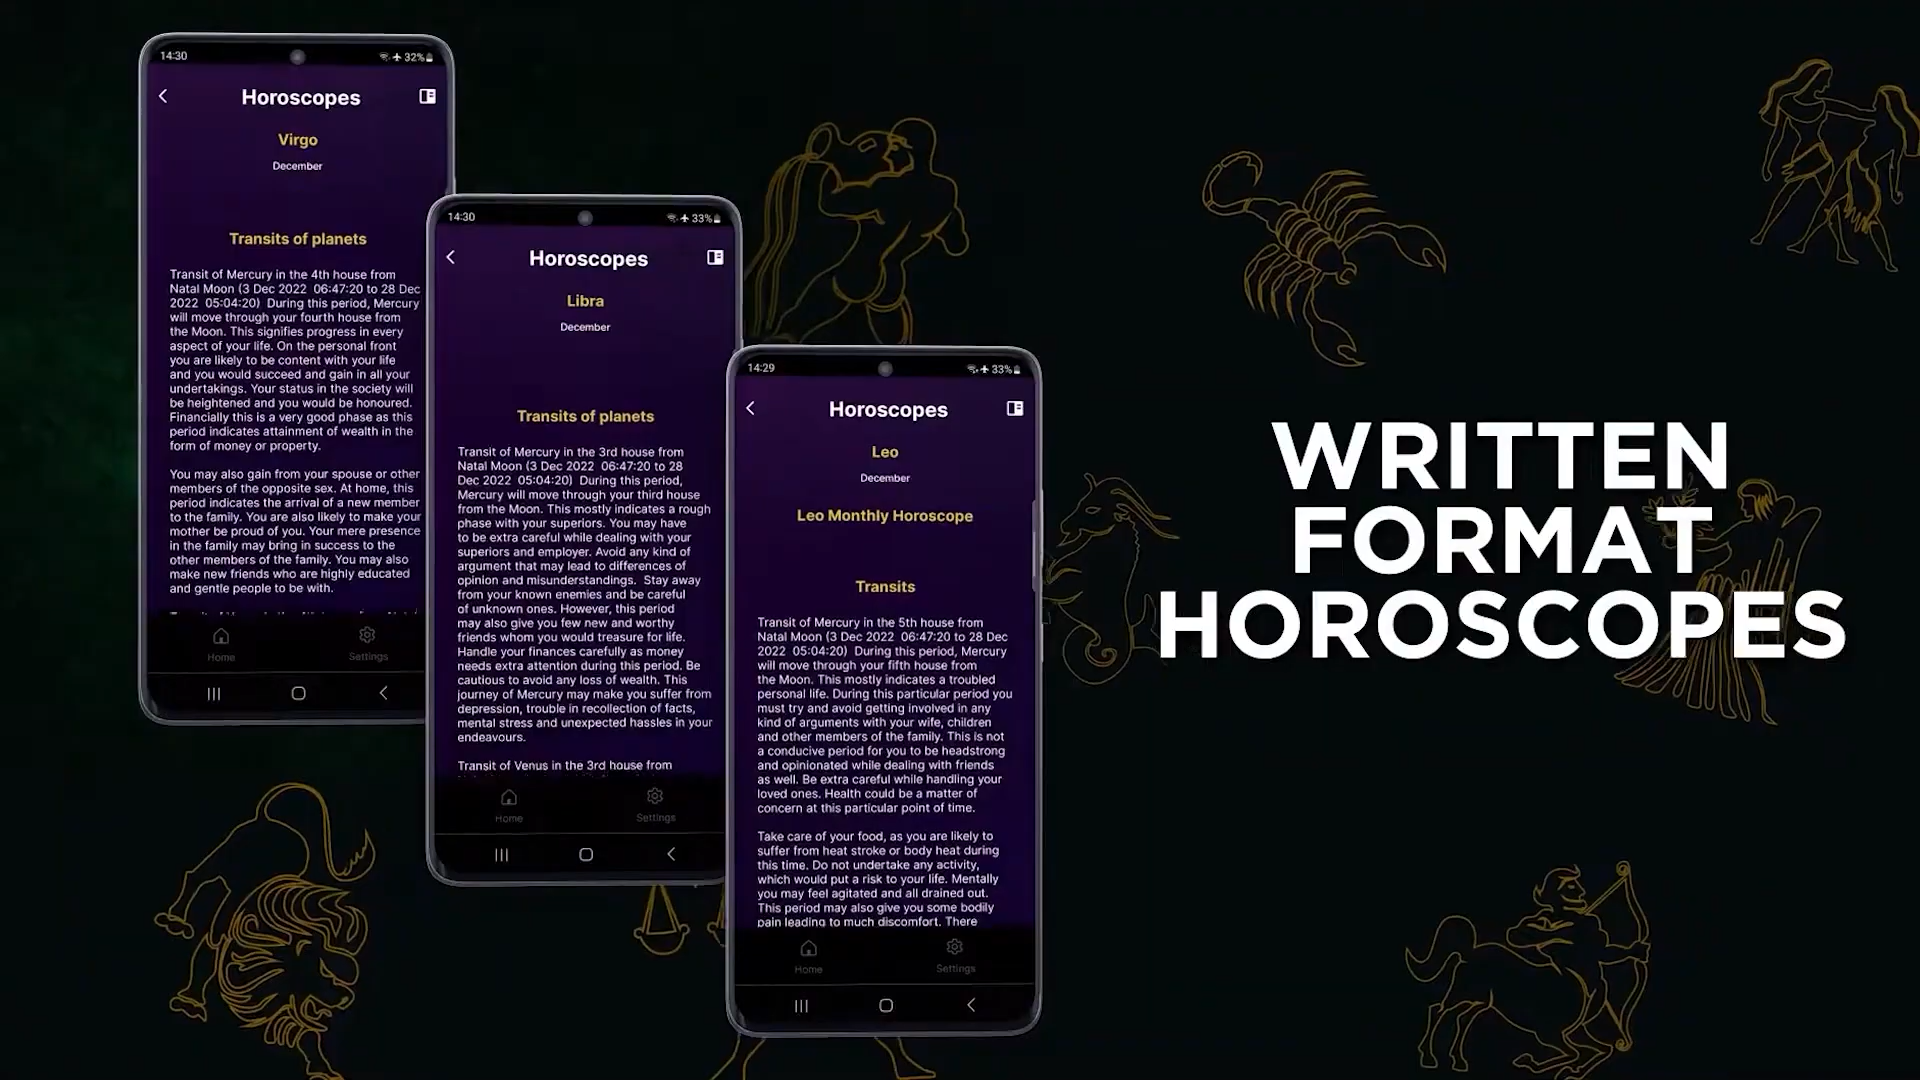 14:30
32%
Horoscopes
Virgo
December
Transits of planets
Transit of Mercury in the 4th house from
Natal Moon (3 Dec 2022 06:47:20 to 28 Dec
2022 05:04:20) During this period, Mercury
will move through your fourth house from
the Moon. This signifies progress in every
aspect of your life. On the personal front
you are likely to be content with your life
and you would succeed and gain in all your
undertakings. Your status in the society will
be heightened and you would be honoured.
Financially this is a very good phase as this
period indicates attainment of wealth in the
form of money or property.
You may also gain from your spouse or other
members of the opposite sex. At home, this
period indicates the arrival of a new member
to the family. You are also likely to make your
mother be proud of you. Your mere presence
in the family may bring in success to the
other members of the family. You may also
make new friends who are highly educated
and gentle people to be with.
Home
Settings
14:30
33%
Horoscopes
Libra
December
Transits of planets
Transit of Mercury in the 3rd house from
Natal Moon (3 Dec 2022 06:47:20 to 28
Dec 2022 05:04:20) During this period,
Mercury will move through your third house
from the Moon. This mostly indicates a rough
phase with your superiors. You may have
to be extra careful while dealing with your
superiors and employer. Avoid any kind of
argument that may lead to differences of
opinion and misunderstandings. Stay away
from your known enemies and be careful
of unknown ones. However, this period
may also give you few new and worthy
friends whom you would treasure for life.
Handle your finances carefully as money
needs extra attention during this period. Be
cautious to avoid any loss of wealth. This
journey of Mercury may make you suffer from
depression, trouble in recollection of facts,
mental stress and unexpected hassles in your
endeavours.
Transit of Venus in the 3rd house from
Home
Settings
14:29
33%
Horoscopes
Leo
December
Leo Monthly Horoscope
Transits
Transit of Mercury in the 5th house from
Natal Moon (3 Dec 2022 06:47:20 to 28 Dec
2022 05:04:20) During this period, Mercury
will move through your fifth house from
the Moon. This mostly indicates a troubled
personal life. During this particular period you
must try and avoid getting involved in any
kind of arguments with your wife, children
and other members of the family. This is not
a conducive period for you to be headstrong
and opinionated while dealing with friends
as well. Be extra careful while handling your
loved ones. Health could be a matter of
concern at this particular point of time.
Take care of your food, as you are likely to
suffer from heat stroke or body heat during
this time. Do not undertake any activity,
which would put a risk to your life. Mentally
you may feel agitated and all drained out.
This period may also give you some bodily
pain leading to much discomfort. There
Home
Settings
WRITTEN
FORMAT
HOROSCOPES